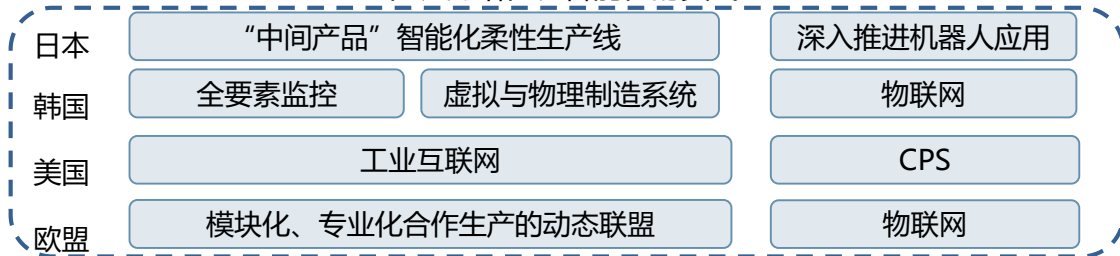 日本 “中间产品”智能化柔性生产线 深入推进机器人应用
韩国 全要素监控 虚拟与物理制造系统 物联网
美国 工业互联网 CPS
欧盟 模块化、专业化合作生产的动态联盟 物联网